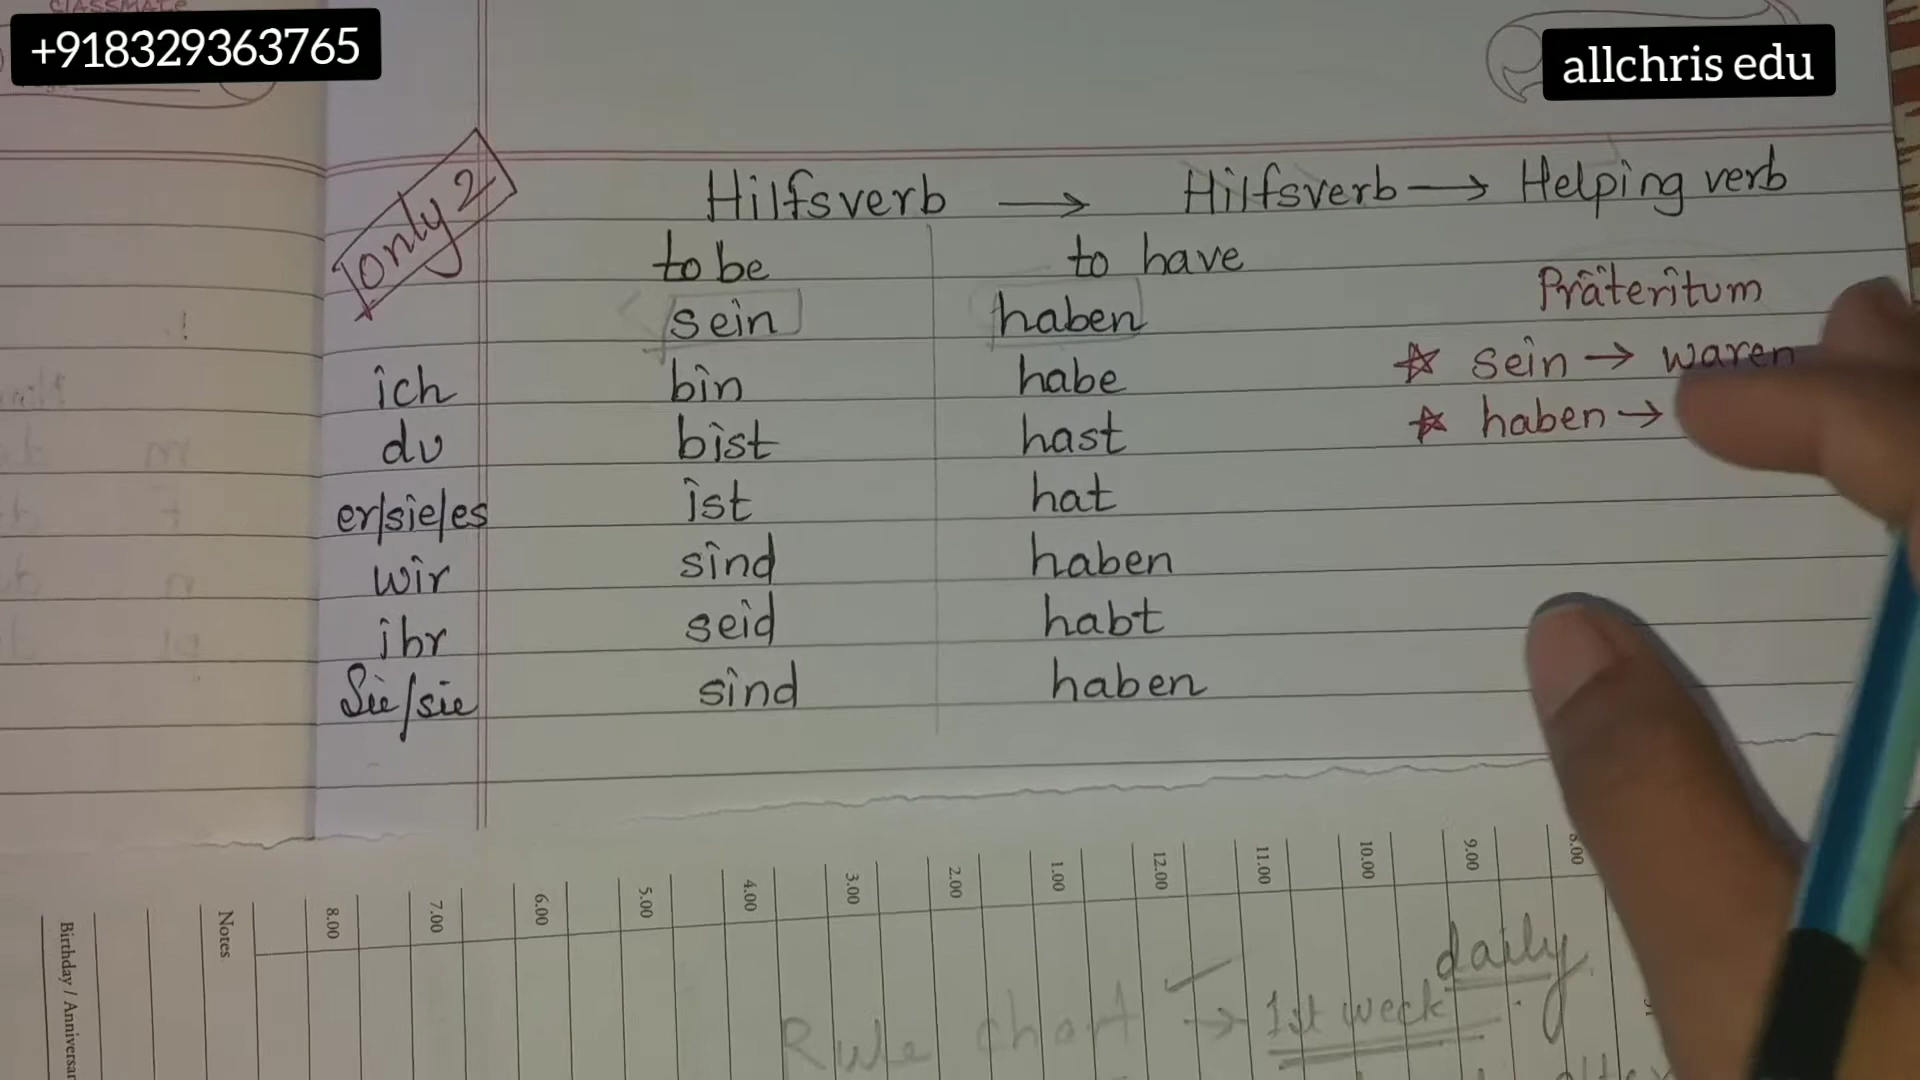 CLASSMATE
+918329363765
allchris edu
only 2
Hilfsverb → Hilfsverb → Helping verb
to be to have
sein haben
Präteritum
ich bin habe
☆ sein → waren
du bist hast
☆ haben →
er/sie/es ist hat
wir sind haben
ihr seid habt
Sie/sie sind haben
Birthday / Anniversar
Notes
8.00 7.00 6.00 5.00 4.00 3.00 2.00 1.00 12.00 11.00 10.00 9.00 8.00
daily
Rule chart → 1st week